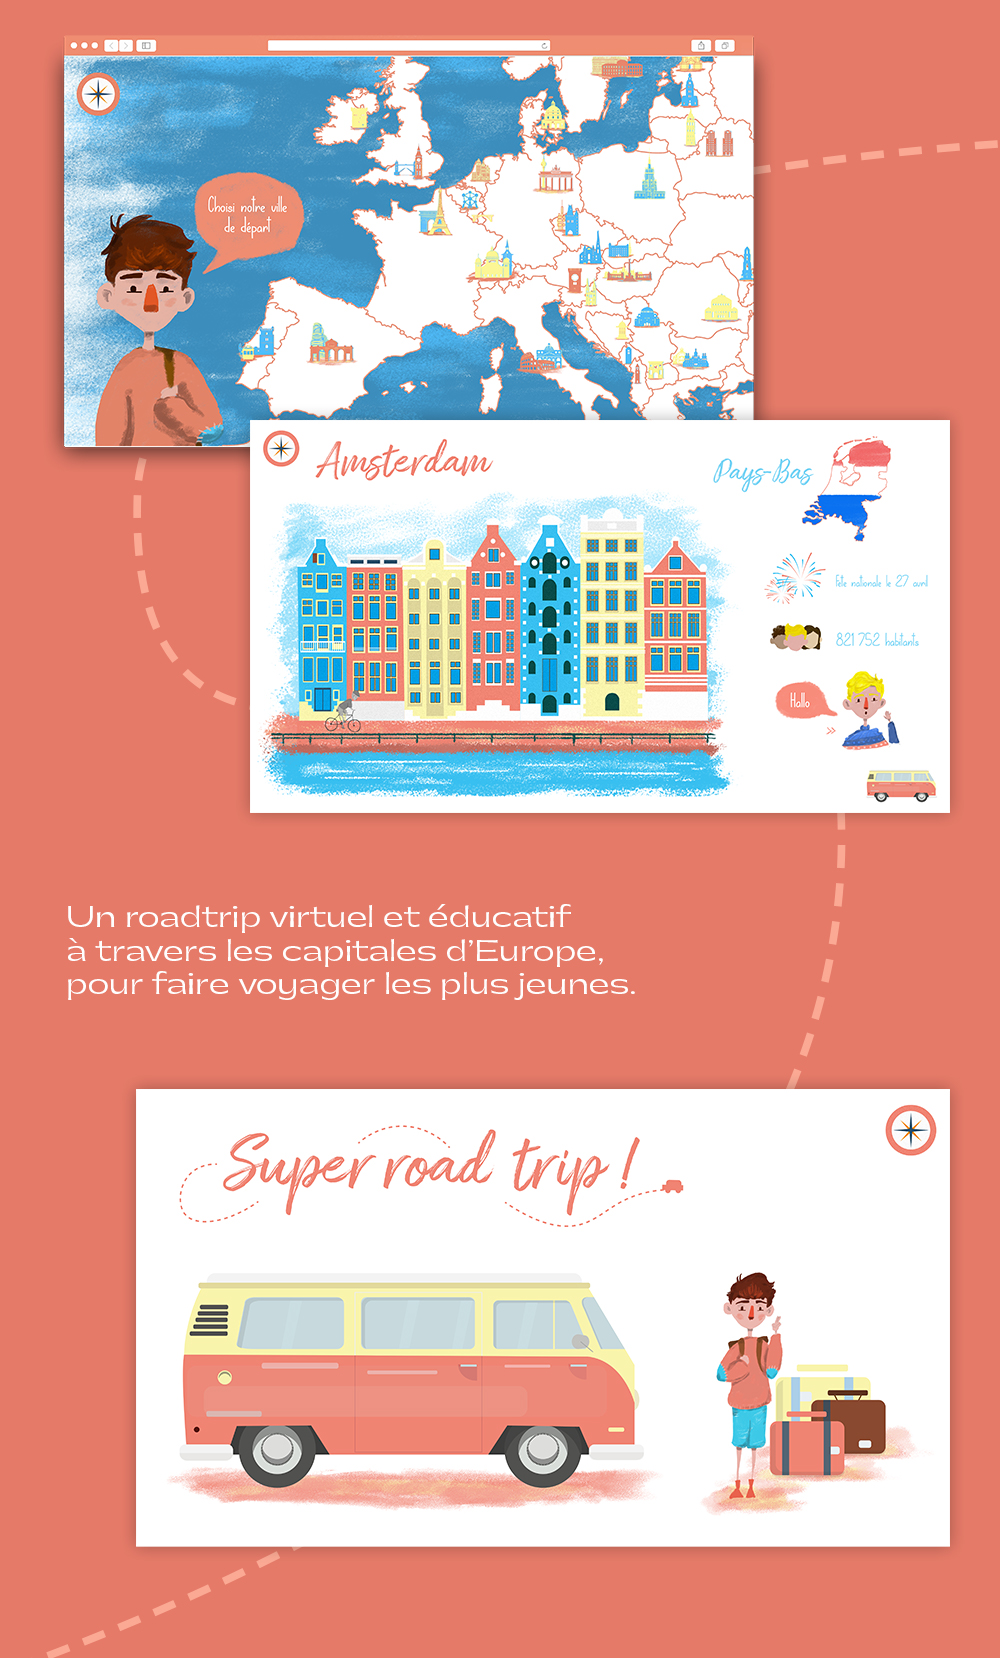 Choisi notre ville
de départ
Amsterdam
Pays-Bas
Fête nationale le 27 avril
821 752 habitants
Hallo
Un roadtrip virtuel et éducatif
à travers les capitales d'Europe,
pour faire voyager les plus jeunes.
Super road trip !